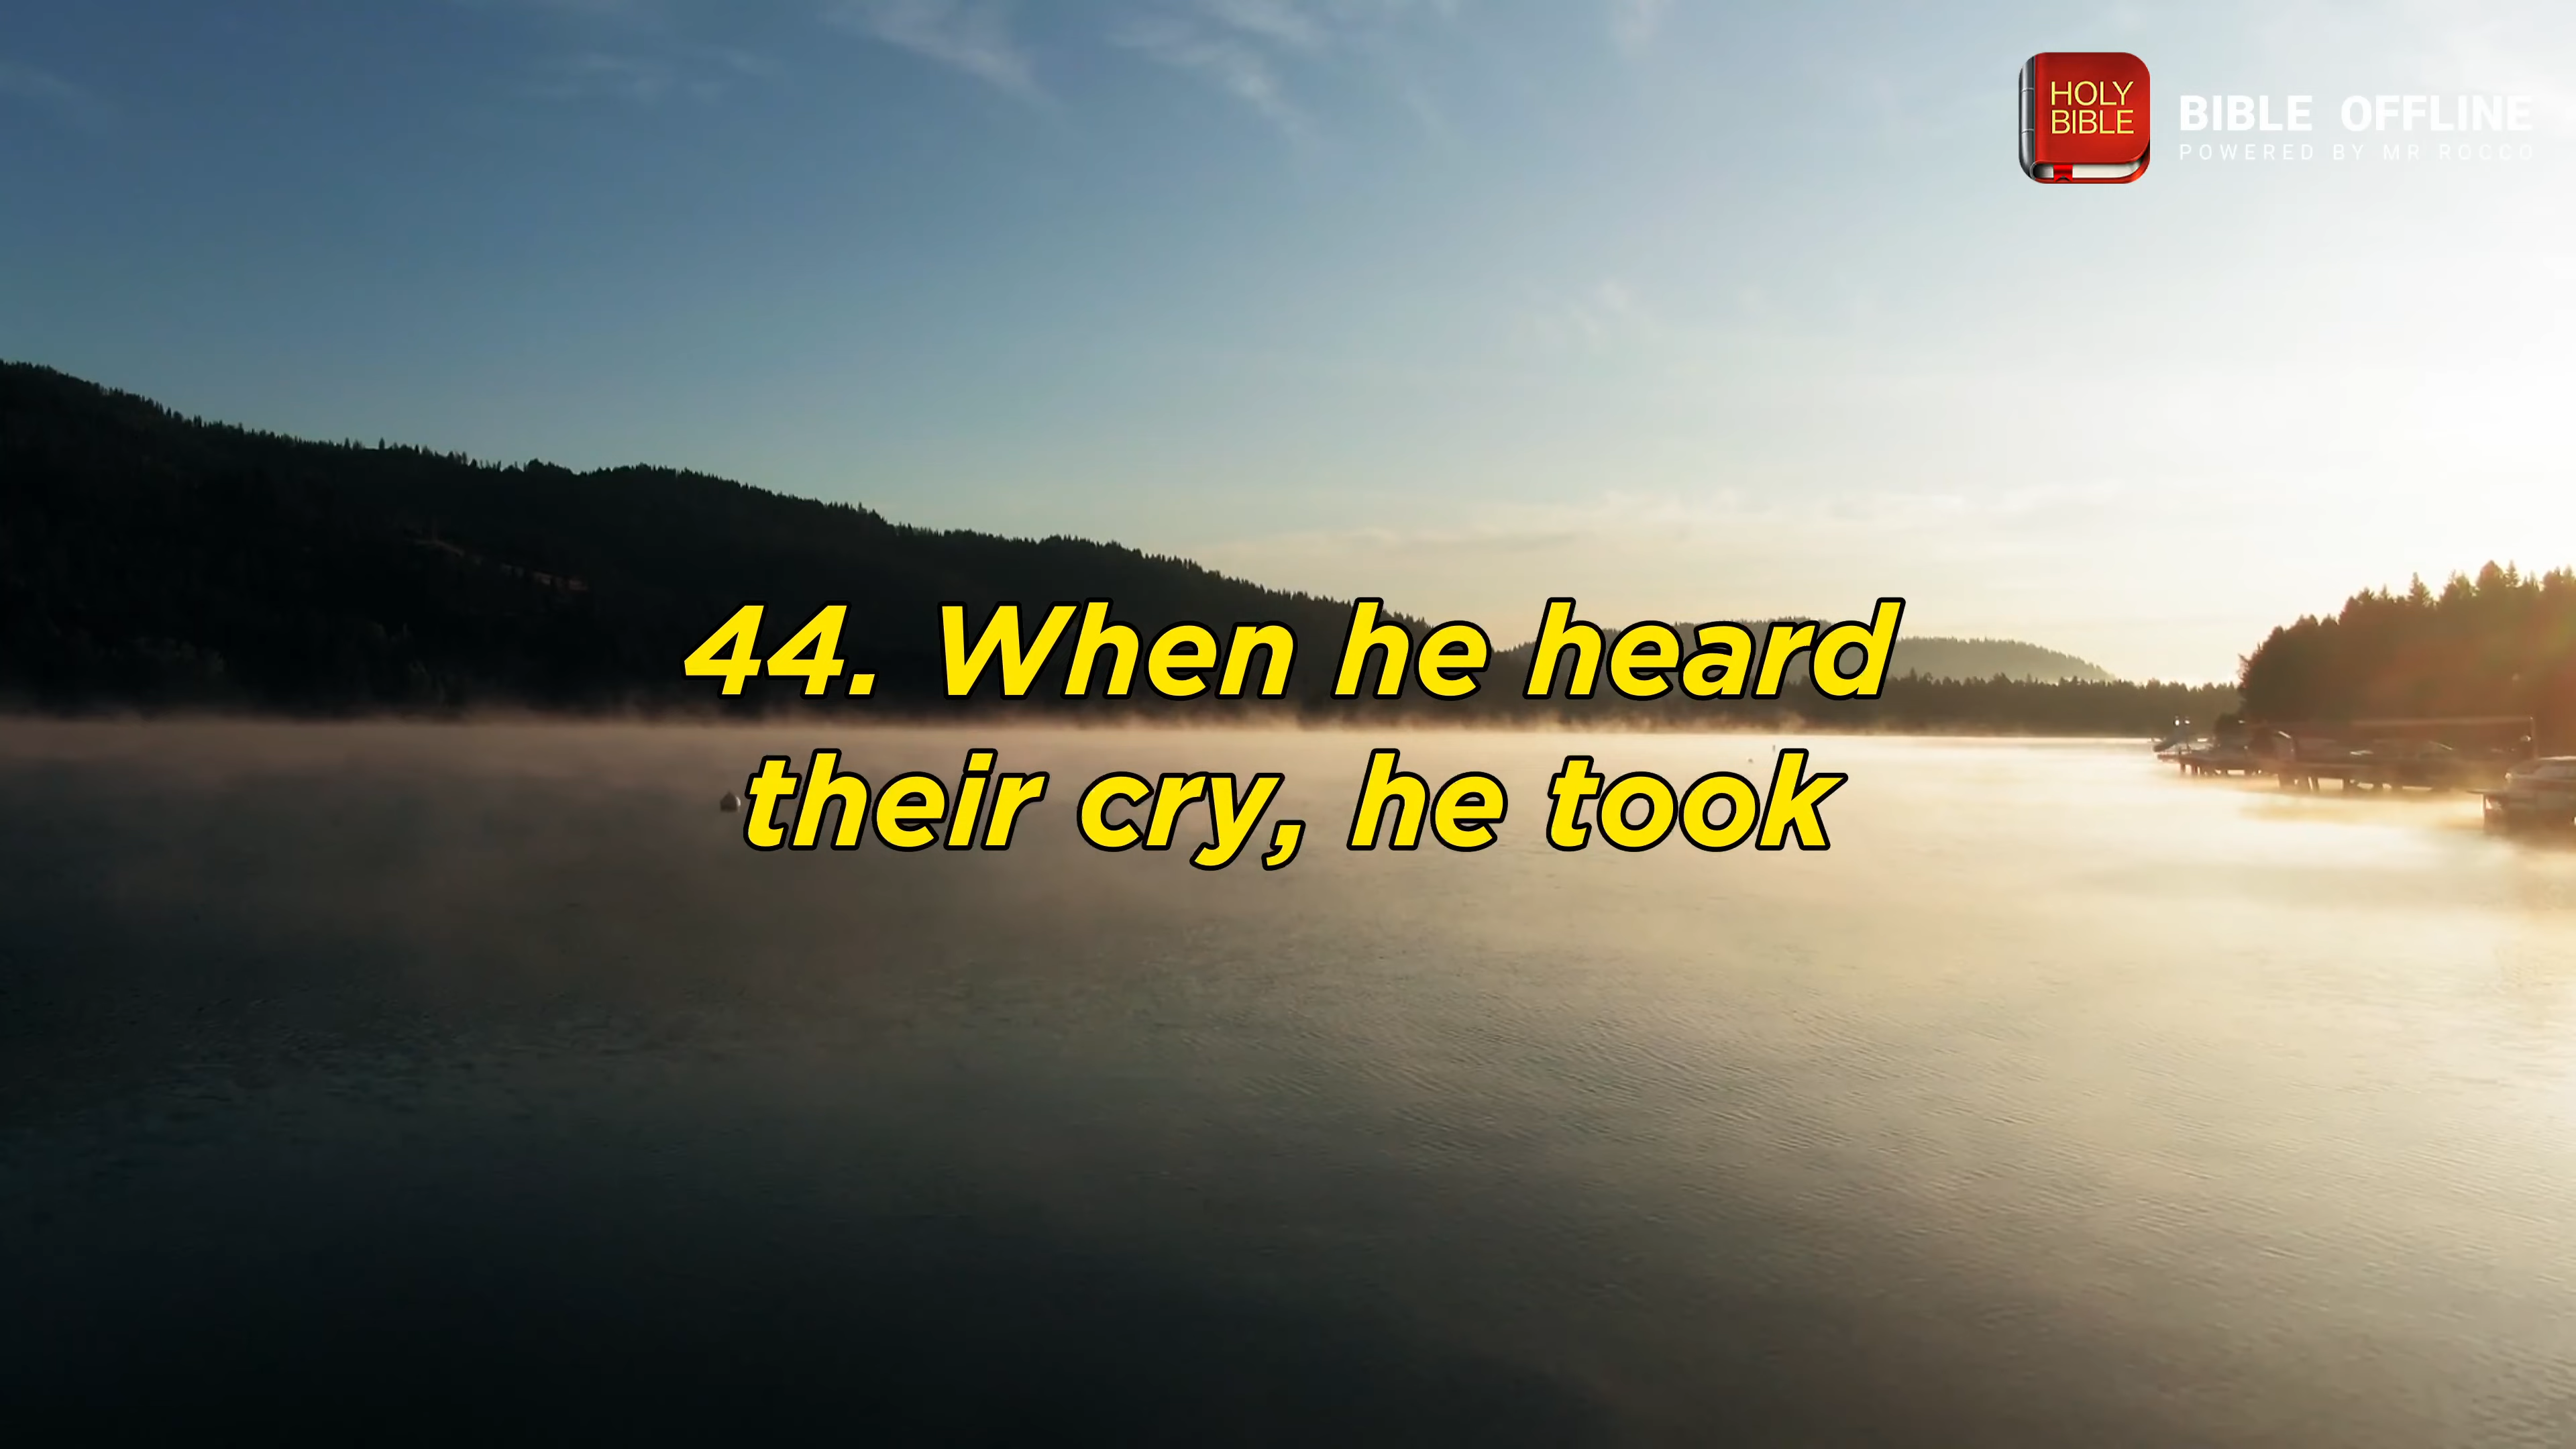 HOLY
BIBLE
BIBLE OFFLINE
POWERED BY MR ROCCO
44. When he heard
their cry, he took